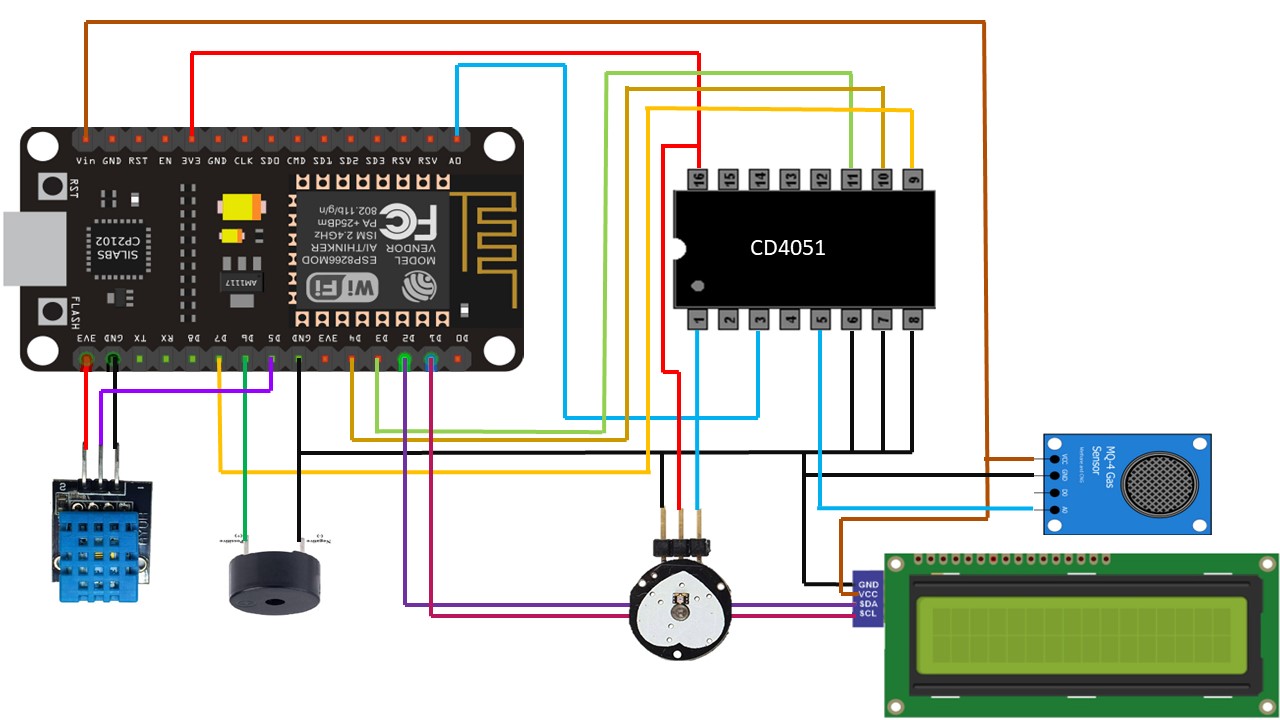 Vin GND RST EN 3V3 GND CLK SD0 CMD SD1 SD2 SD3 RSV RSV A0
RST
SILABS
CP2102
AM1117
FLASH
MODEL
VENDOR
ESP8266MOD
AI/THINKER
ISM 2.4GHz
PA +25dBm
802.11b/g/n
FC
WiFi
3V3 GND TX RX D8 D7 D6 D5 GND 3V3 D4 D3 D2 D1 D0
16 15 14 13 12 11 10 9
CD4051
1 2 3 4 5 6 7 8
MQ-4 Gas
Sensor
VCC
GND
D0
A0
S
-
GND
VCC
SDA
SCL